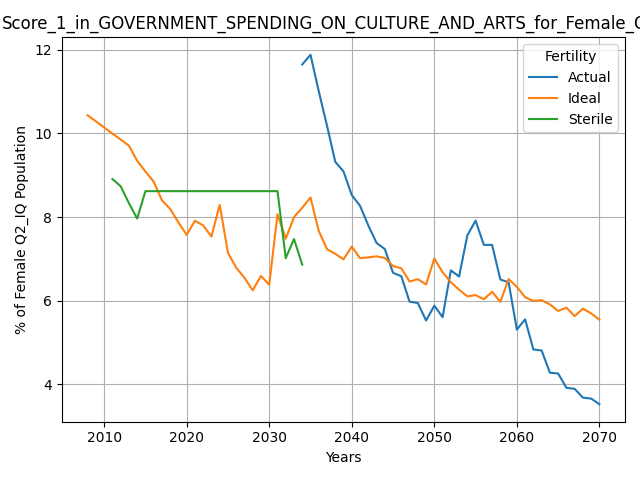 Score_1_in_GOVERNMENT_SPENDING_ON_CULTURE_AND_ARTS_for_Female_
Fertility
Actual
Ideal
Sterile
% of Female Q2_IQ Population
12
10
8
6
4
2010 2020 2030 2040 2050 2060 2070
Years